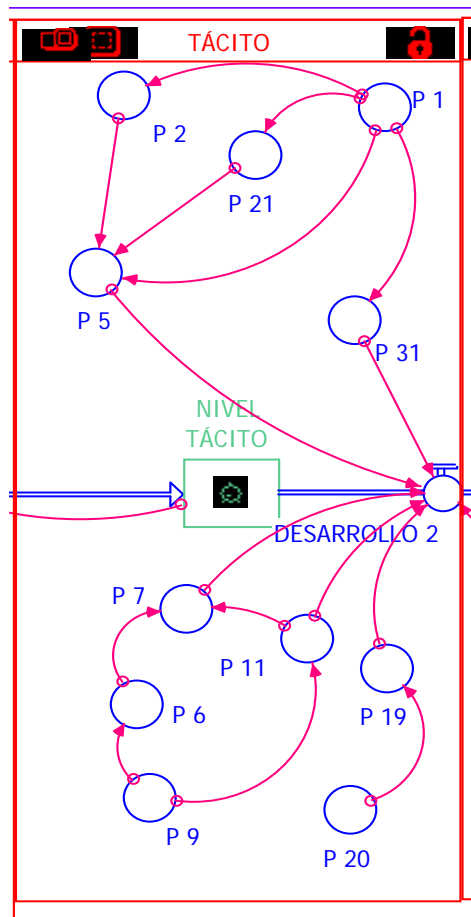 TÁCITO
P 1
P 2
P 21
P 5
P 31
NIVEL
TÁCITO
DESARROLLO 2
P 7
P 11
P 6
P 19
P 9
P 20